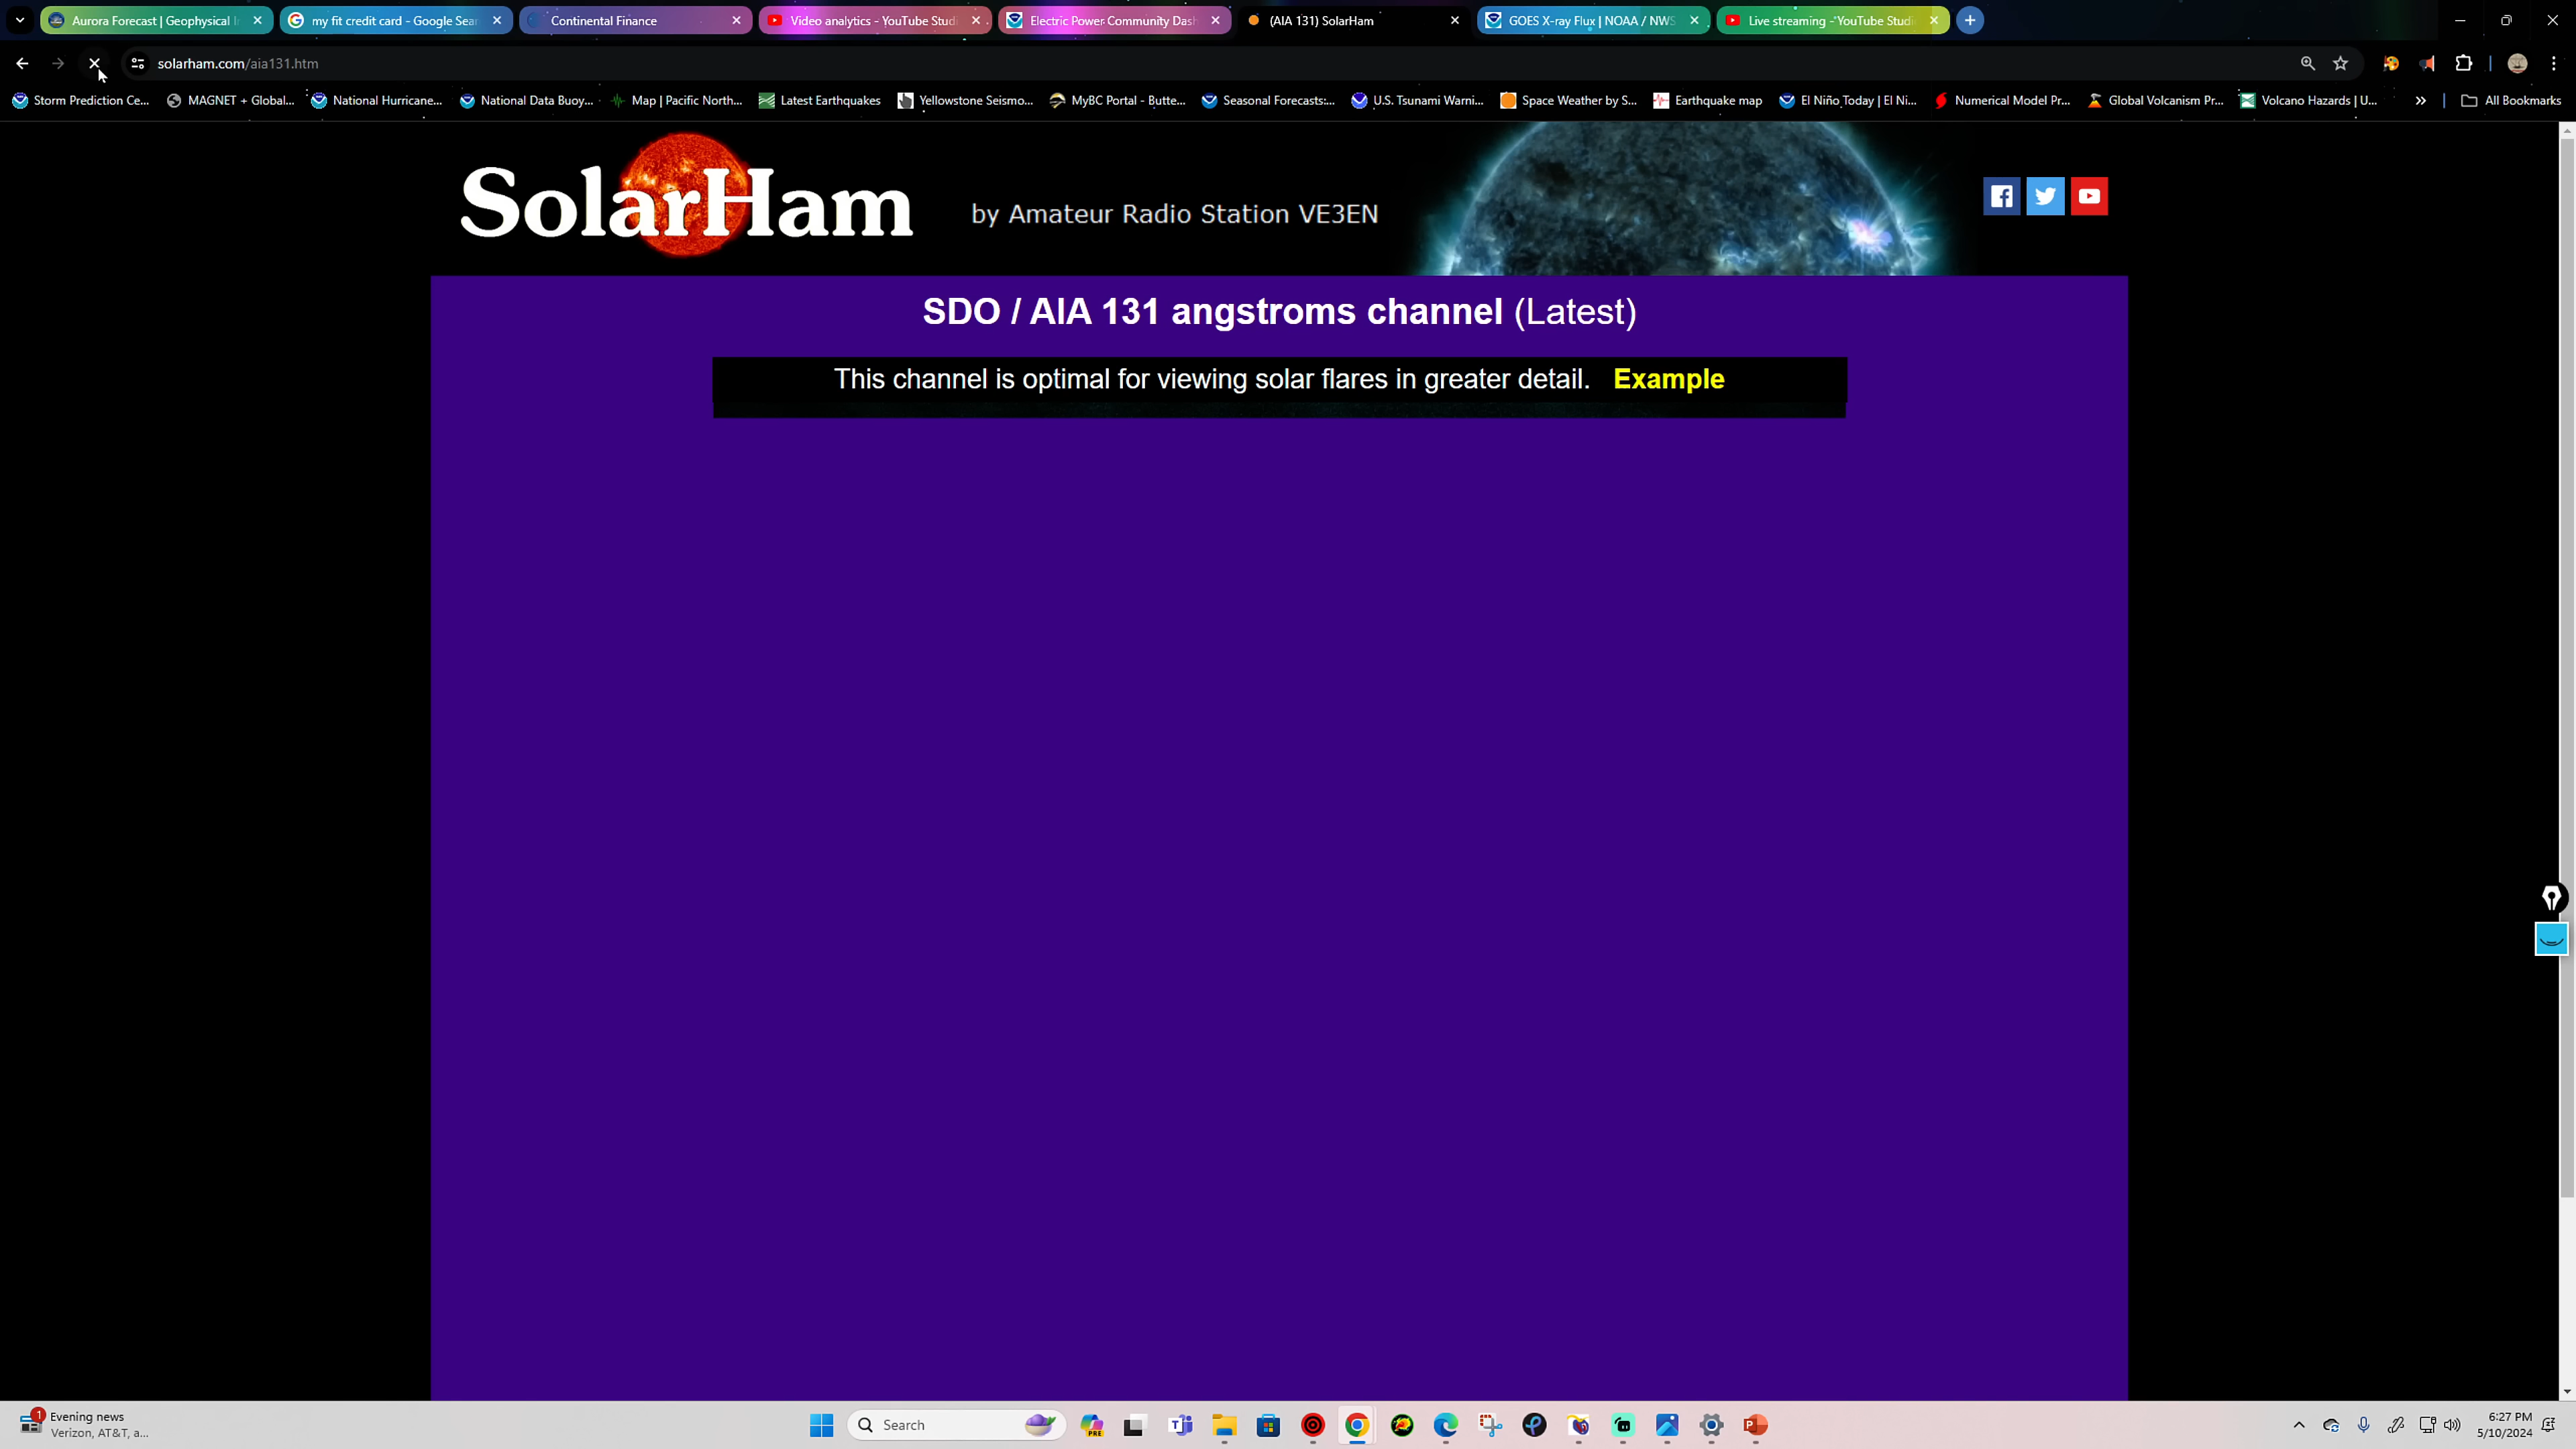 Aurora Forecast | Geophysical I
my fit credit card - Google Sear
Continental Finance
Video analytics - YouTube Studi
Electric Power Community Dash
(AIA 131) SolarHam
GOES X-ray Flux | NOAA / NWS
Live streaming - YouTube Studi
solarham.com/aia131.htm
Storm Prediction Ce...
MAGNET + Global...
National Hurricane...
National Data Buoy...
Map | Pacific North...
Latest Earthquakes
Yellowstone Seismo...
MyBC Portal - Butte...
Seasonal Forecasts:...
U.S. Tsunami Warni...
Space Weather by S...
Earthquake map
El Niño Today | El Ni...
Numerical Model Pr...
Global Volcanism Pr...
Volcano Hazards | U...
All Bookmarks
SolarHam
by Amateur Radio Station VE3EN
SDO / AIA 131 angstroms channel (Latest)
This channel is optimal for viewing solar flares in greater detail. Example
1
Evening news
Verizon, AT&T, a...
Search
PRE
6:27 PM
5/10/2024